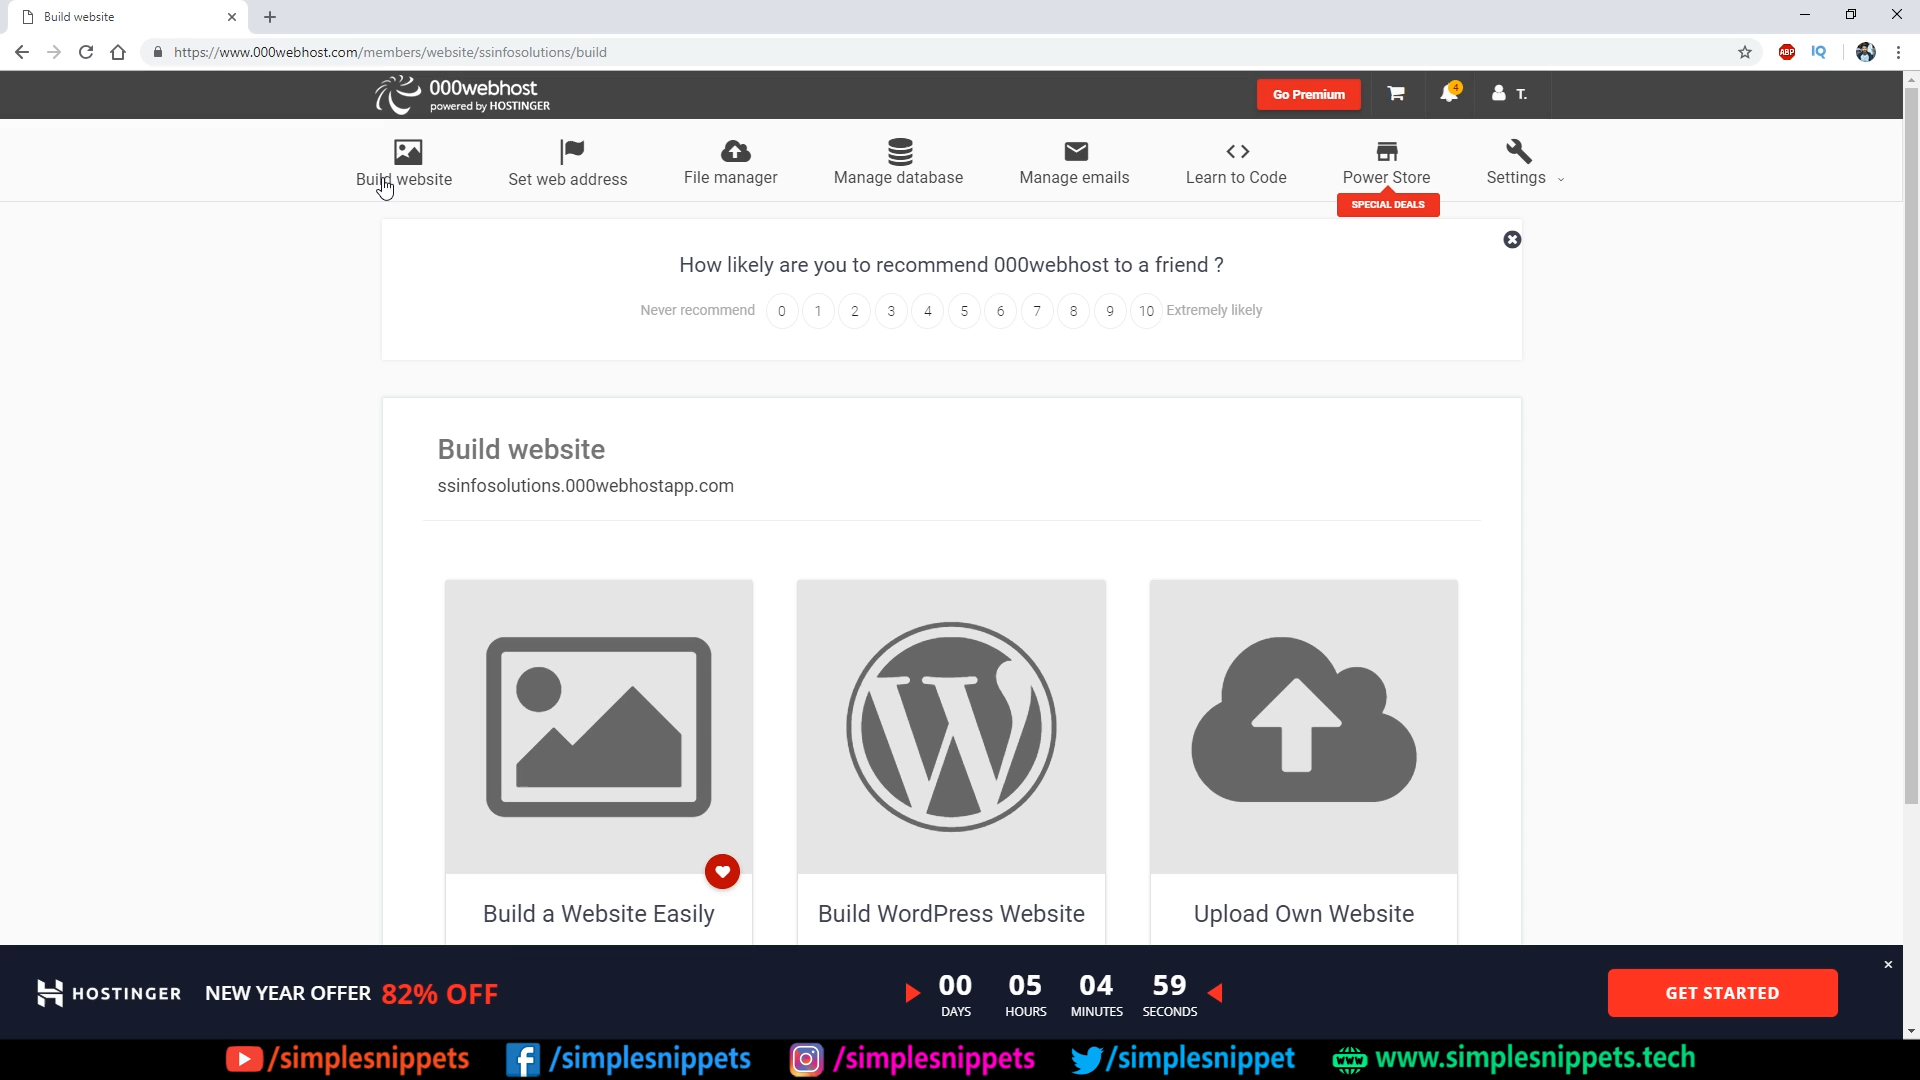 Build website
https://www.000webhost.com/members/website/ssinfosolutions/build
ABP
IQ
000webhost
powered by HOSTINGER
Go Premium
4
T.
Build website
Set web address
File manager
Manage database
Manage emails
Learn to Code
Power Store
Settings
SPECIAL DEALS
How likely are you to recommend 000webhost to a friend ?
Never recommend 0 1 2 3 4 5 6 7 8 9 10 Extremely likely
Build website
ssinfosolutions.000webhostapp.com
Build a Website Easily
Build WordPress Website
Upload Own Website
HOSTINGER NEW YEAR OFFER 82% OFF
00 05 04 59
DAYS HOURS MINUTES SECONDS
GET STARTED
/simplesnippets /simplesnippets /simplesnippets /simplesnippet www.simplesnippets.tech